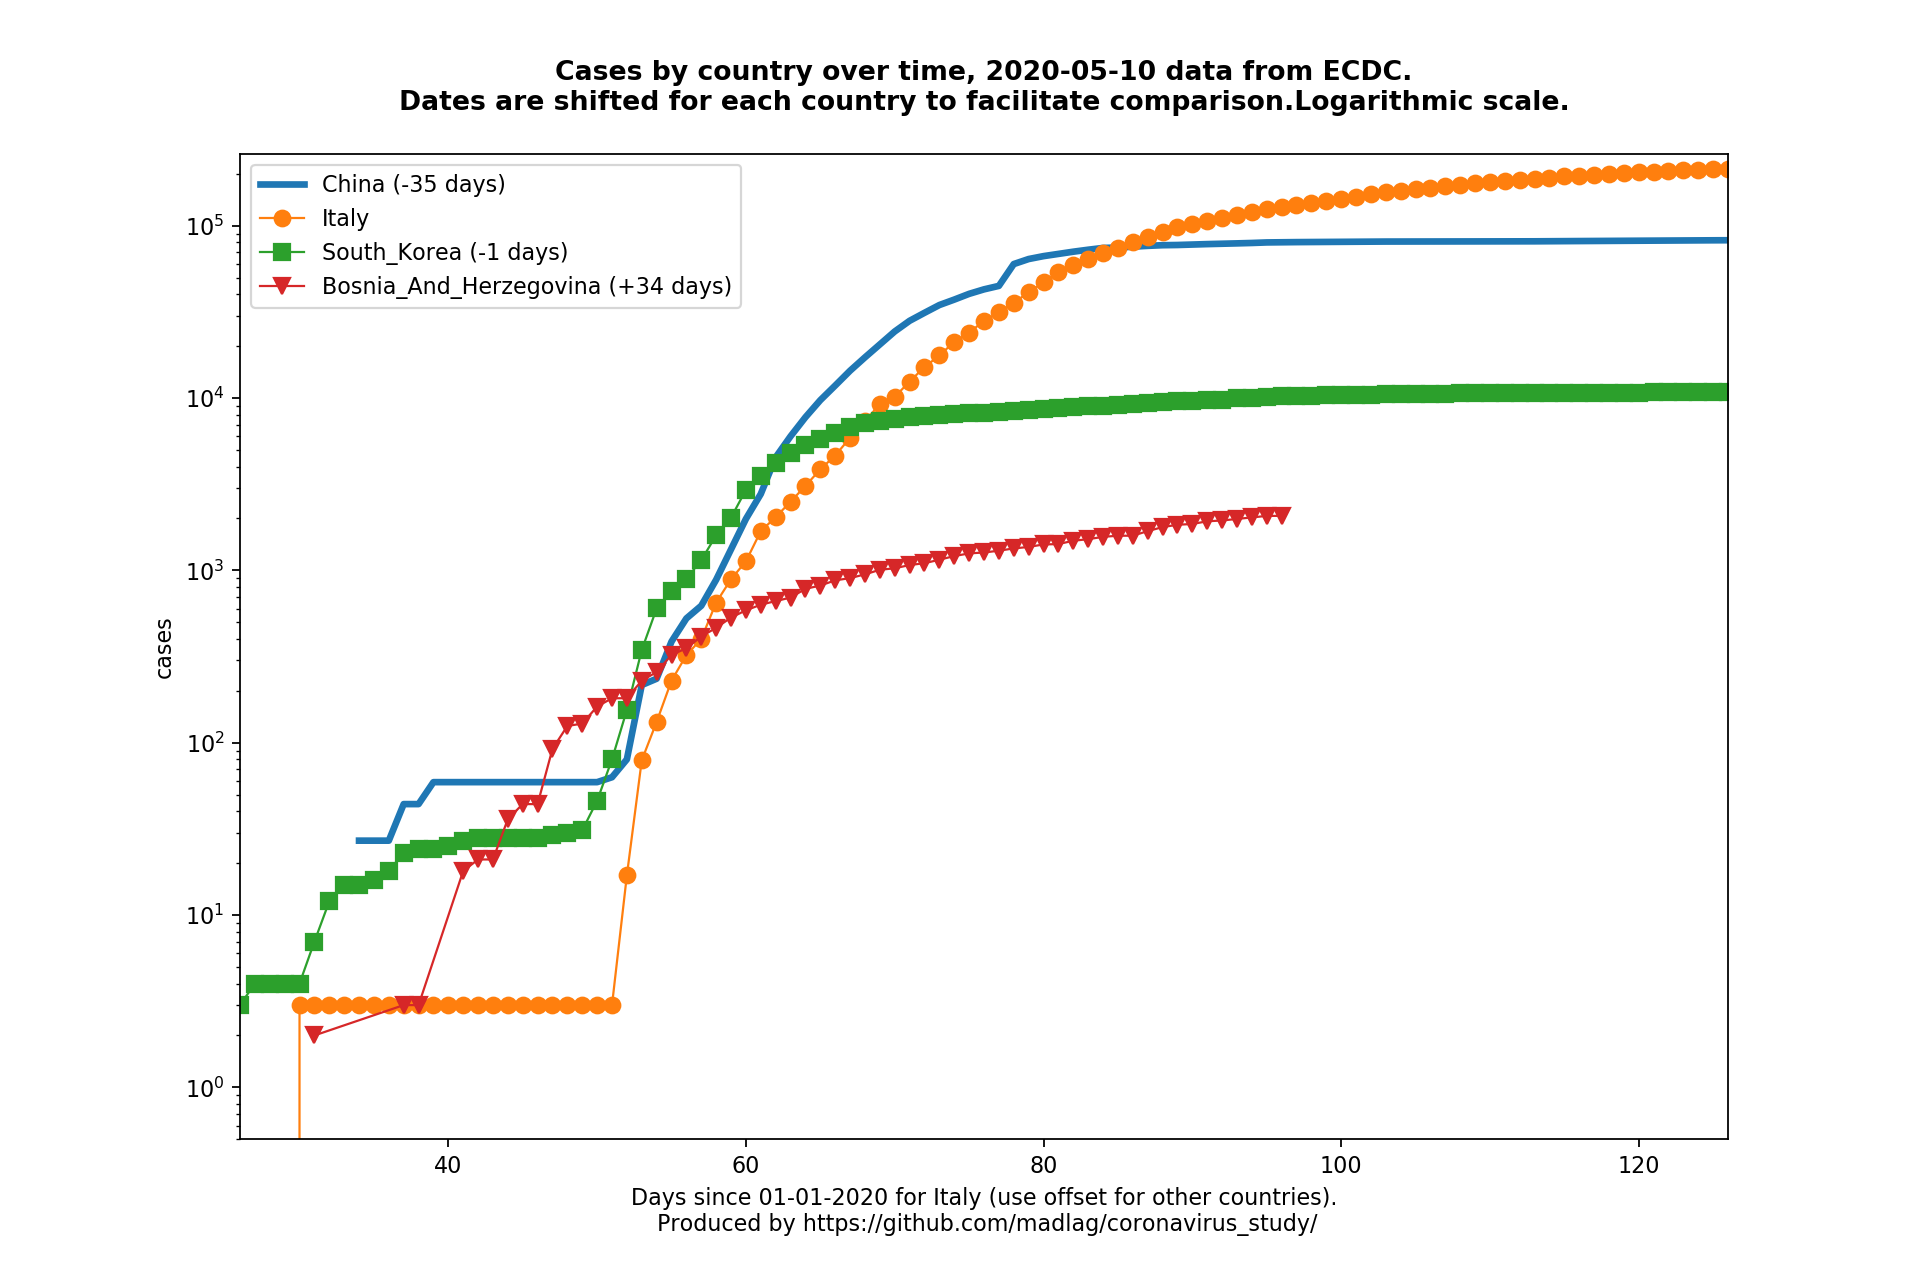 Cases by country over time, 2020-05-10 data from ECDC.
Dates are shifted for each country to facilitate comparison.Logarithmic scale.
China (-35 days)
Italy
South_Korea (-1 days)
Bosnia_And_Herzegovina (+34 days)
cases
10^5
10^4
10^3
10^2
10^1
10^0
40 60 80 100 120
Days since 01-01-2020 for Italy (use offset for other countries).
Produced by https://github.com/madlag/coronavirus_study/